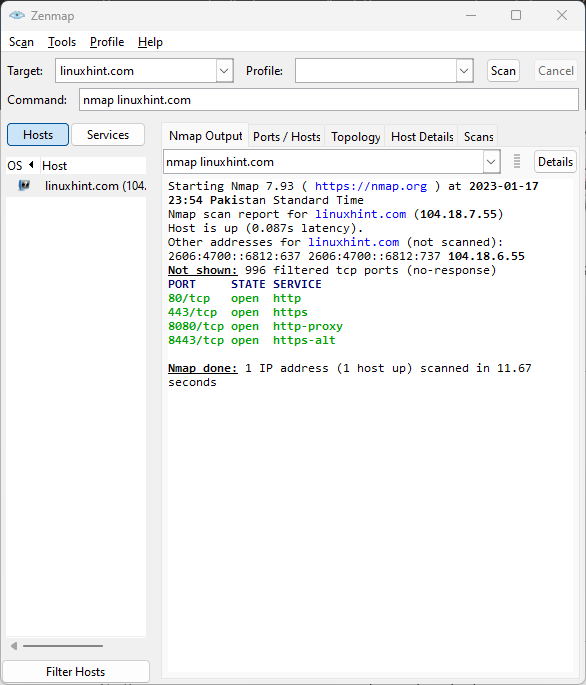 Zenmap
Scan Tools Profile Help
Target: linuxhint.com Profile: Scan Cancel
Command: nmap linuxhint.com
Hosts Services
OS Host
linuxhint.com (104.
Nmap Output Ports / Hosts Topology Host Details Scans
nmap linuxhint.com Details
Starting Nmap 7.93 ( https://nmap.org ) at 2023-01-17
23:54 Pakistan Standard Time
Nmap scan report for linuxhint.com (104.18.7.55)
Host is up (0.087s latency).
Other addresses for linuxhint.com (not scanned):
2606:4700::6812:637 2606:4700::6812:737 104.18.6.55
Not shown: 996 filtered tcp ports (no-response)
PORT STATE SERVICE
80/tcp open http
443/tcp open https
8080/tcp open http-proxy
8443/tcp open https-alt
Nmap done: 1 IP address (1 host up) scanned in 11.67
seconds
Filter Hosts